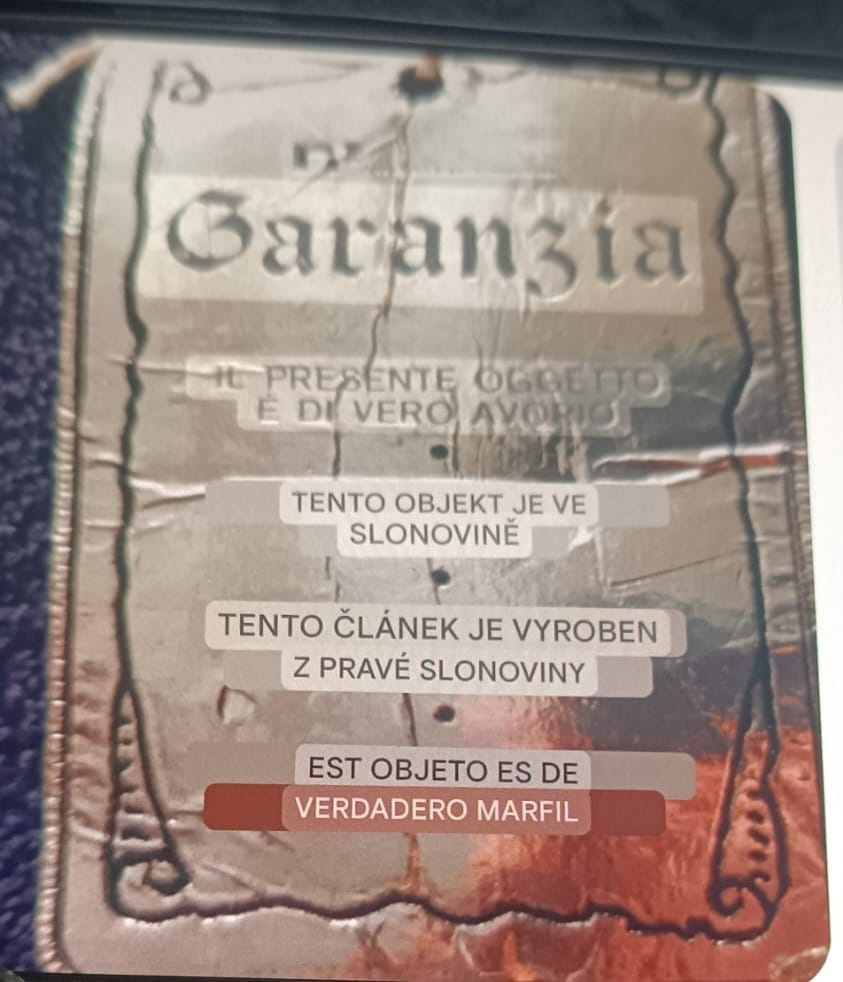 Garanzia
IL PRESENTE OGGETTO
È DI VERO AVORIO
TENTO OBJEKT JE VE
SLONOVINĚ
TENTO ČLÁNEK JE VYROBEN
Z PRAVÉ SLONOVINY
EST OBJETO ES DE
VERDADERO MARFIL